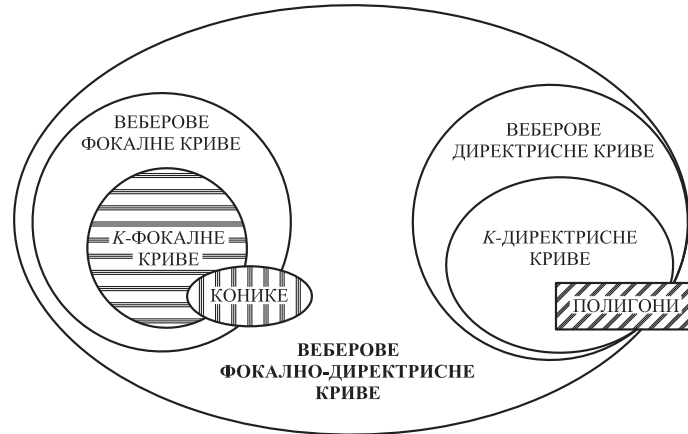 ВЕБЕРОВЕ
ФОКАЛНЕ КРИВЕ
K-ФОКАЛНЕ
КРИВЕ
КОНИКЕ
ВЕБЕРОВЕ
ДИРЕКТРИСНЕ КРИВЕ
K-ДИРЕКТРИСНЕ
КРИВЕ
ПОЛИГОНИ
ВЕБЕРОВЕ
ФОКАЛНО-ДИРЕКТРИСНЕ
КРИВЕ